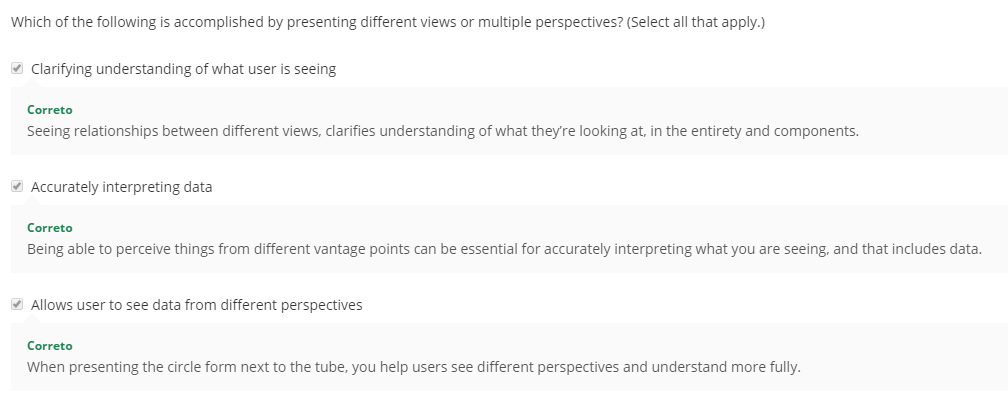 Which of the following is accomplished by presenting different views or multiple perspectives? (Select all that apply.)
Clarifying understanding of what user is seeing
Correto
Seeing relationships between different views, clarifies understanding of what they're looking at, in the entirety and components.
Accurately interpreting data
Correto
Being able to perceive things from different vantage points can be essential for accurately interpreting what you are seeing, and that includes data.
Allows user to see data from different perspectives
Correto
When presenting the circle form next to the tube, you help users see different perspectives and understand more fully.